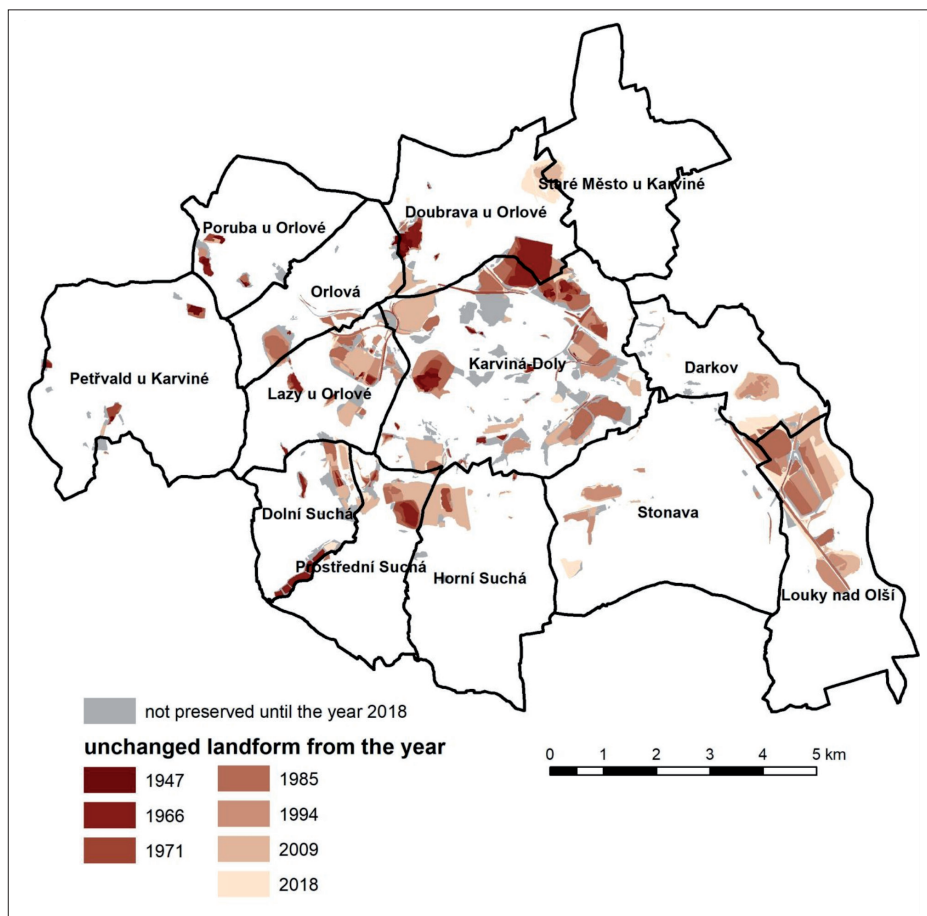 Staré Město u Karviné
Doubrava u Orlové
Poruba u Orlové
Orlová
Karviná-Doly
Darkov
Petřvald u Karviné
Lazy u Orlové
Dolní Suchá
Stonava
Prostřední Suchá
Horní Suchá
Louky nad Olší
not preserved until the year 2018
unchanged landform from the year
1947
1966
1971
1985
1994
2009
2018
0 1 2 3 4 5 km